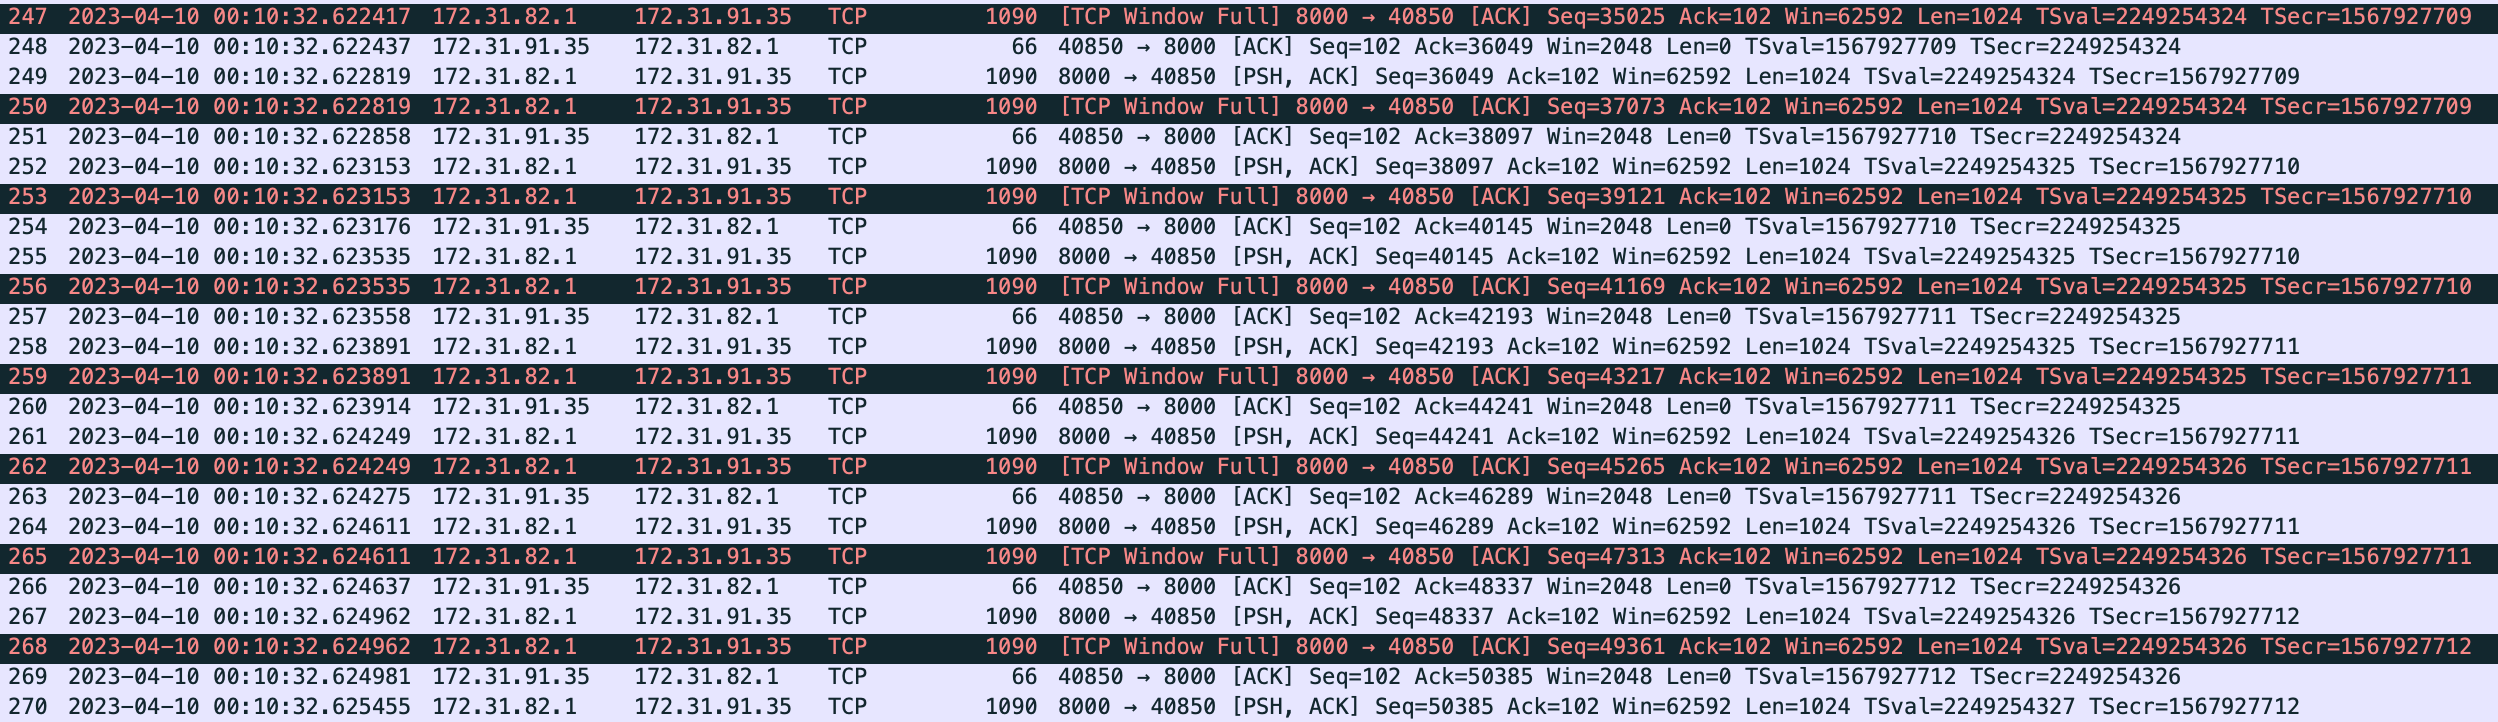 247 2023-04-10 00:10:32.622417 172.31.82.1 172.31.91.35 TCP 1090 [TCP Window Full] 8000 → 40850 [ACK] Seq=35025 Ack=102 Win=62592 Len=1024 TSval=2249254324 TSecr=1567927709
248 2023-04-10 00:10:32.622437 172.31.91.35 172.31.82.1 TCP 66 40850 → 8000 [ACK] Seq=102 Ack=36049 Win=2048 Len=0 TSval=1567927709 TSecr=2249254324
249 2023-04-10 00:10:32.622819 172.31.82.1 172.31.91.35 TCP 1090 8000 → 40850 [PSH, ACK] Seq=36049 Ack=102 Win=62592 Len=1024 TSval=2249254324 TSecr=1567927709
250 2023-04-10 00:10:32.622819 172.31.82.1 172.31.91.35 TCP 1090 [TCP Window Full] 8000 → 40850 [ACK] Seq=37073 Ack=102 Win=62592 Len=1024 TSval=2249254324 TSecr=1567927709
251 2023-04-10 00:10:32.622858 172.31.91.35 172.31.82.1 TCP 66 40850 → 8000 [ACK] Seq=102 Ack=38097 Win=2048 Len=0 TSval=1567927710 TSecr=2249254324
252 2023-04-10 00:10:32.623153 172.31.82.1 172.31.91.35 TCP 1090 8000 → 40850 [PSH, ACK] Seq=38097 Ack=102 Win=62592 Len=1024 TSval=2249254325 TSecr=1567927710
253 2023-04-10 00:10:32.623153 172.31.82.1 172.31.91.35 TCP 1090 [TCP Window Full] 8000 → 40850 [ACK] Seq=39121 Ack=102 Win=62592 Len=1024 TSval=2249254325 TSecr=1567927710
254 2023-04-10 00:10:32.623176 172.31.91.35 172.31.82.1 TCP 66 40850 → 8000 [ACK] Seq=102 Ack=40145 Win=2048 Len=0 TSval=1567927710 TSecr=2249254325
255 2023-04-10 00:10:32.623535 172.31.82.1 172.31.91.35 TCP 1090 8000 → 40850 [PSH, ACK] Seq=40145 Ack=102 Win=62592 Len=1024 TSval=2249254325 TSecr=1567927710
256 2023-04-10 00:10:32.623535 172.31.82.1 172.31.91.35 TCP 1090 [TCP Window Full] 8000 → 40850 [ACK] Seq=41169 Ack=102 Win=62592 Len=1024 TSval=2249254325 TSecr=1567927710
257 2023-04-10 00:10:32.623558 172.31.91.35 172.31.82.1 TCP 66 40850 → 8000 [ACK] Seq=102 Ack=42193 Win=2048 Len=0 TSval=1567927711 TSecr=2249254325
258 2023-04-10 00:10:32.623891 172.31.82.1 172.31.91.35 TCP 1090 8000 → 40850 [PSH, ACK] Seq=42193 Ack=102 Win=62592 Len=1024 TSval=2249254325 TSecr=1567927711
259 2023-04-10 00:10:32.623891 172.31.82.1 172.31.91.35 TCP 1090 [TCP Window Full] 8000 → 40850 [ACK] Seq=43217 Ack=102 Win=62592 Len=1024 TSval=2249254325 TSecr=1567927711
260 2023-04-10 00:10:32.623914 172.31.91.35 172.31.82.1 TCP 66 40850 → 8000 [ACK] Seq=102 Ack=44241 Win=2048 Len=0 TSval=1567927711 TSecr=2249254325
261 2023-04-10 00:10:32.624249 172.31.82.1 172.31.91.35 TCP 1090 8000 → 40850 [PSH, ACK] Seq=44241 Ack=102 Win=62592 Len=1024 TSval=2249254326 TSecr=1567927711
262 2023-04-10 00:10:32.624249 172.31.82.1 172.31.91.35 TCP 1090 [TCP Window Full] 8000 → 40850 [ACK] Seq=45265 Ack=102 Win=62592 Len=1024 TSval=2249254326 TSecr=1567927711
263 2023-04-10 00:10:32.624275 172.31.91.35 172.31.82.1 TCP 66 40850 → 8000 [ACK] Seq=102 Ack=46289 Win=2048 Len=0 TSval=1567927711 TSecr=2249254326
264 2023-04-10 00:10:32.624611 172.31.82.1 172.31.91.35 TCP 1090 8000 → 40850 [PSH, ACK] Seq=46289 Ack=102 Win=62592 Len=1024 TSval=2249254326 TSecr=1567927711
265 2023-04-10 00:10:32.624611 172.31.82.1 172.31.91.35 TCP 1090 [TCP Window Full] 8000 → 40850 [ACK] Seq=47313 Ack=102 Win=62592 Len=1024 TSval=2249254326 TSecr=1567927711
266 2023-04-10 00:10:32.624637 172.31.91.35 172.31.82.1 TCP 66 40850 → 8000 [ACK] Seq=102 Ack=48337 Win=2048 Len=0 TSval=1567927712 TSecr=2249254326
267 2023-04-10 00:10:32.624962 172.31.82.1 172.31.91.35 TCP 1090 8000 → 40850 [PSH, ACK] Seq=48337 Ack=102 Win=62592 Len=1024 TSval=2249254326 TSecr=1567927712
268 2023-04-10 00:10:32.624962 172.31.82.1 172.31.91.35 TCP 1090 [TCP Window Full] 8000 → 40850 [ACK] Seq=49361 Ack=102 Win=62592 Len=1024 TSval=2249254326 TSecr=1567927712
269 2023-04-10 00:10:32.624981 172.31.91.35 172.31.82.1 TCP 66 40850 → 8000 [ACK] Seq=102 Ack=50385 Win=2048 Len=0 TSval=1567927712 TSecr=2249254326
270 2023-04-10 00:10:32.625455 172.31.82.1 172.31.91.35 TCP 1090 8000 → 40850 [PSH, ACK] Seq=50385 Ack=102 Win=62592 Len=1024 TSval=2249254327 TSecr=1567927712